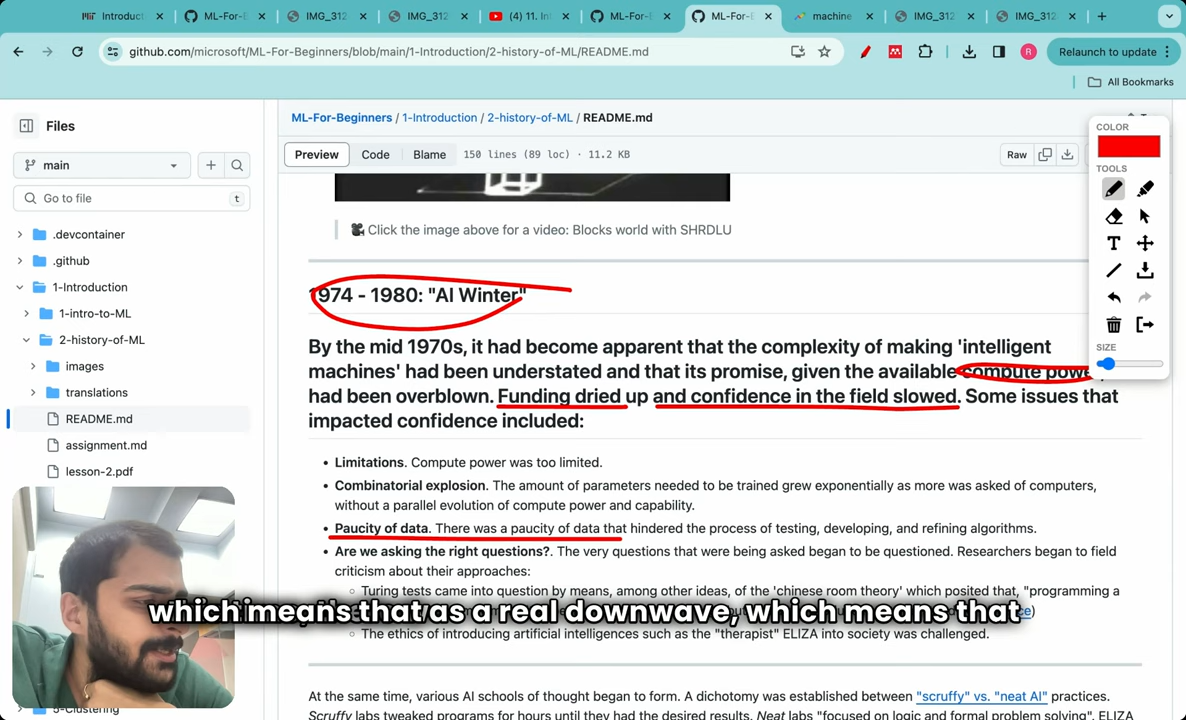 Introduct
ML-For-B
IMG_312
IMG_312
(4) 11. In
ML-For-B
ML-For-B
machine
IMG_312
IMG_312
github.com/microsoft/ML-For-Beginners/blob/main/1-Introduction/2-history-of-ML/README.md
R
Relaunch to update
All Bookmarks
Files
main
Go to file
t
.devcontainer
.github
1-Introduction
1-intro-to-ML
2-history-of-ML
images
translations
README.md
assignment.md
lesson-2.pdf
5-Clustering
ML-For-Beginners / 1-Introduction / 2-history-of-ML / README.md
Preview Code Blame 150 lines (89 loc) · 11.2 KB
Raw
COLOR
TOOLS
T
SIZE
Click the image above for a video: Blocks world with SHRDLU
1974 - 1980: "AI Winter"
By the mid 1970s, it had become apparent that the complexity of making 'intelligent
machines' had been understated and that its promise, given the available compute power,
had been overblown. Funding dried up and confidence in the field slowed. Some issues that
impacted confidence included:
• Limitations. Compute power was too limited.
• Combinatorial explosion. The amount of parameters needed to be trained grew exponentially as more was asked of computers,
without a parallel evolution of compute power and capability.
• Paucity of data. There was a paucity of data that hindered the process of testing, developing, and refining algorithms.
• Are we asking the right questions?. The very questions that were being asked began to be questioned. Researchers began to field
criticism about their approaches:
Turing tests came into question by means, among other ideas, of the 'chinese room theory' which posited that, "programming a
which means that as a real downwave, which means that
The ethics of introducing artificial intelligences such as the "therapist" ELIZA into society was challenged.
At the same time, various AI schools of thought began to form. A dichotomy was established between "scruffy" vs. "neat AI" practices.
Scruffy labs tweaked programs for hours until they had the desired results. Neat labs "focused on logic and formal problem solving". ELIZA